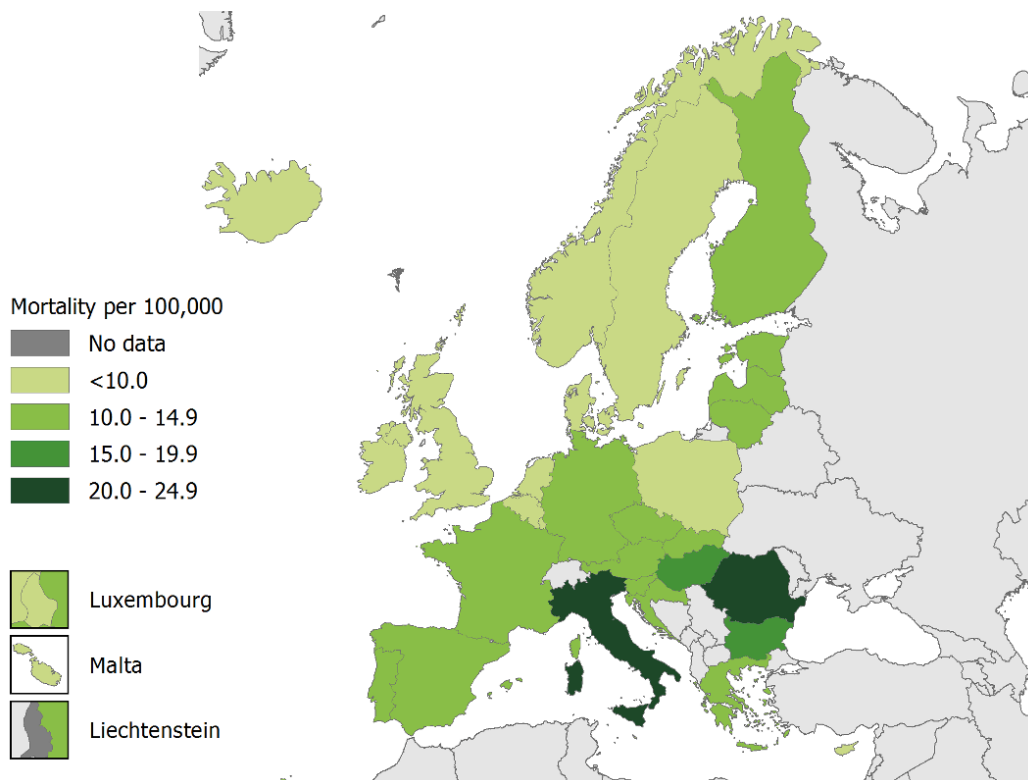 Mortality per 100,000
No data
<10.0
10.0 - 14.9
15.0 - 19.9
20.0 - 24.9
Luxembourg
Malta
Liechtenstein